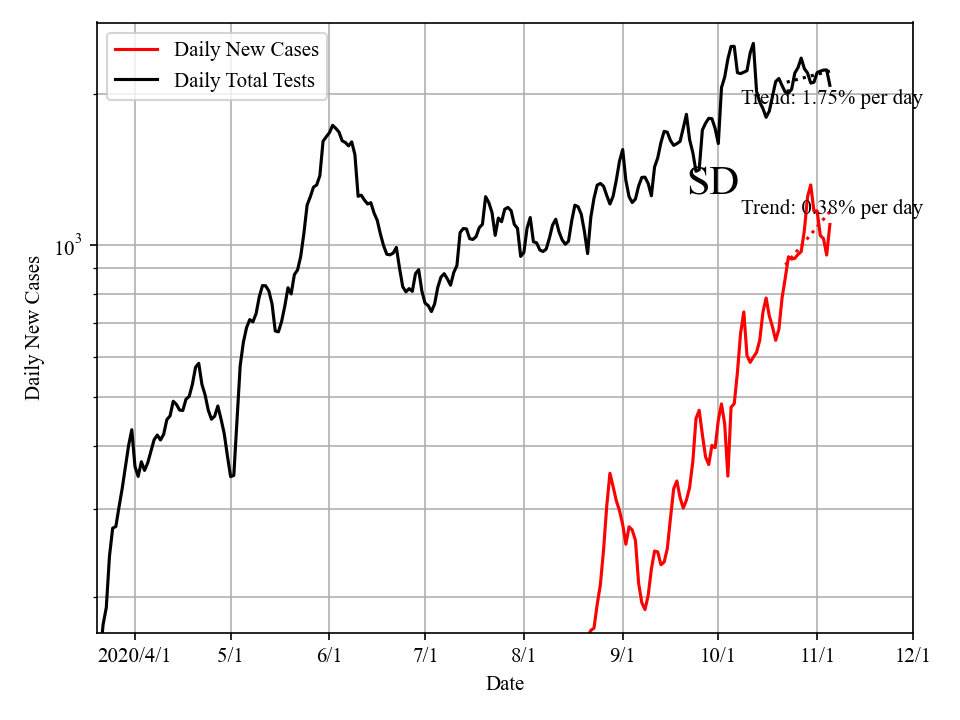 Daily New Cases
Daily Total Tests
Trend: 1.75% per day
SD
Trend: 0.38% per day
10^3
Daily New Cases
2020/4/1 5/1 6/1 7/1 8/1 9/1 10/1 11/1 12/1
Date